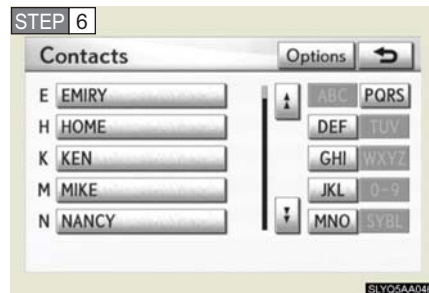 STEP 6
Contacts Options
E EMIRY ABC PQRS
H HOME DEF TUV
K KEN GHI WXYZ
M MIKE JKL 0-9
N NANCY MNO SYBL